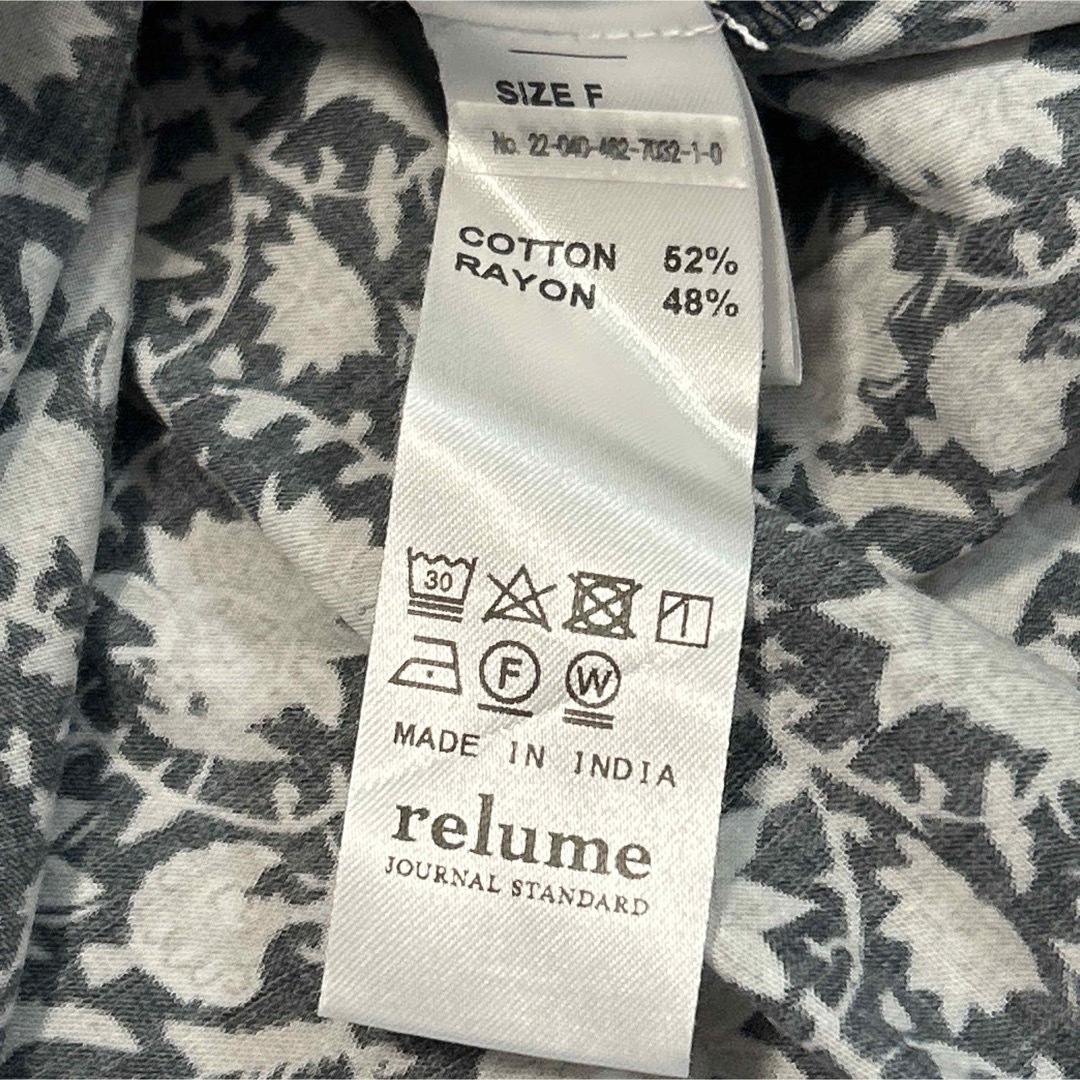 SIZE F
No. 22-040-462-7032-1-0
COTTON 52%
RAYON 48%
30
F W
MADE IN INDIA
relume
JOURNAL STANDARD